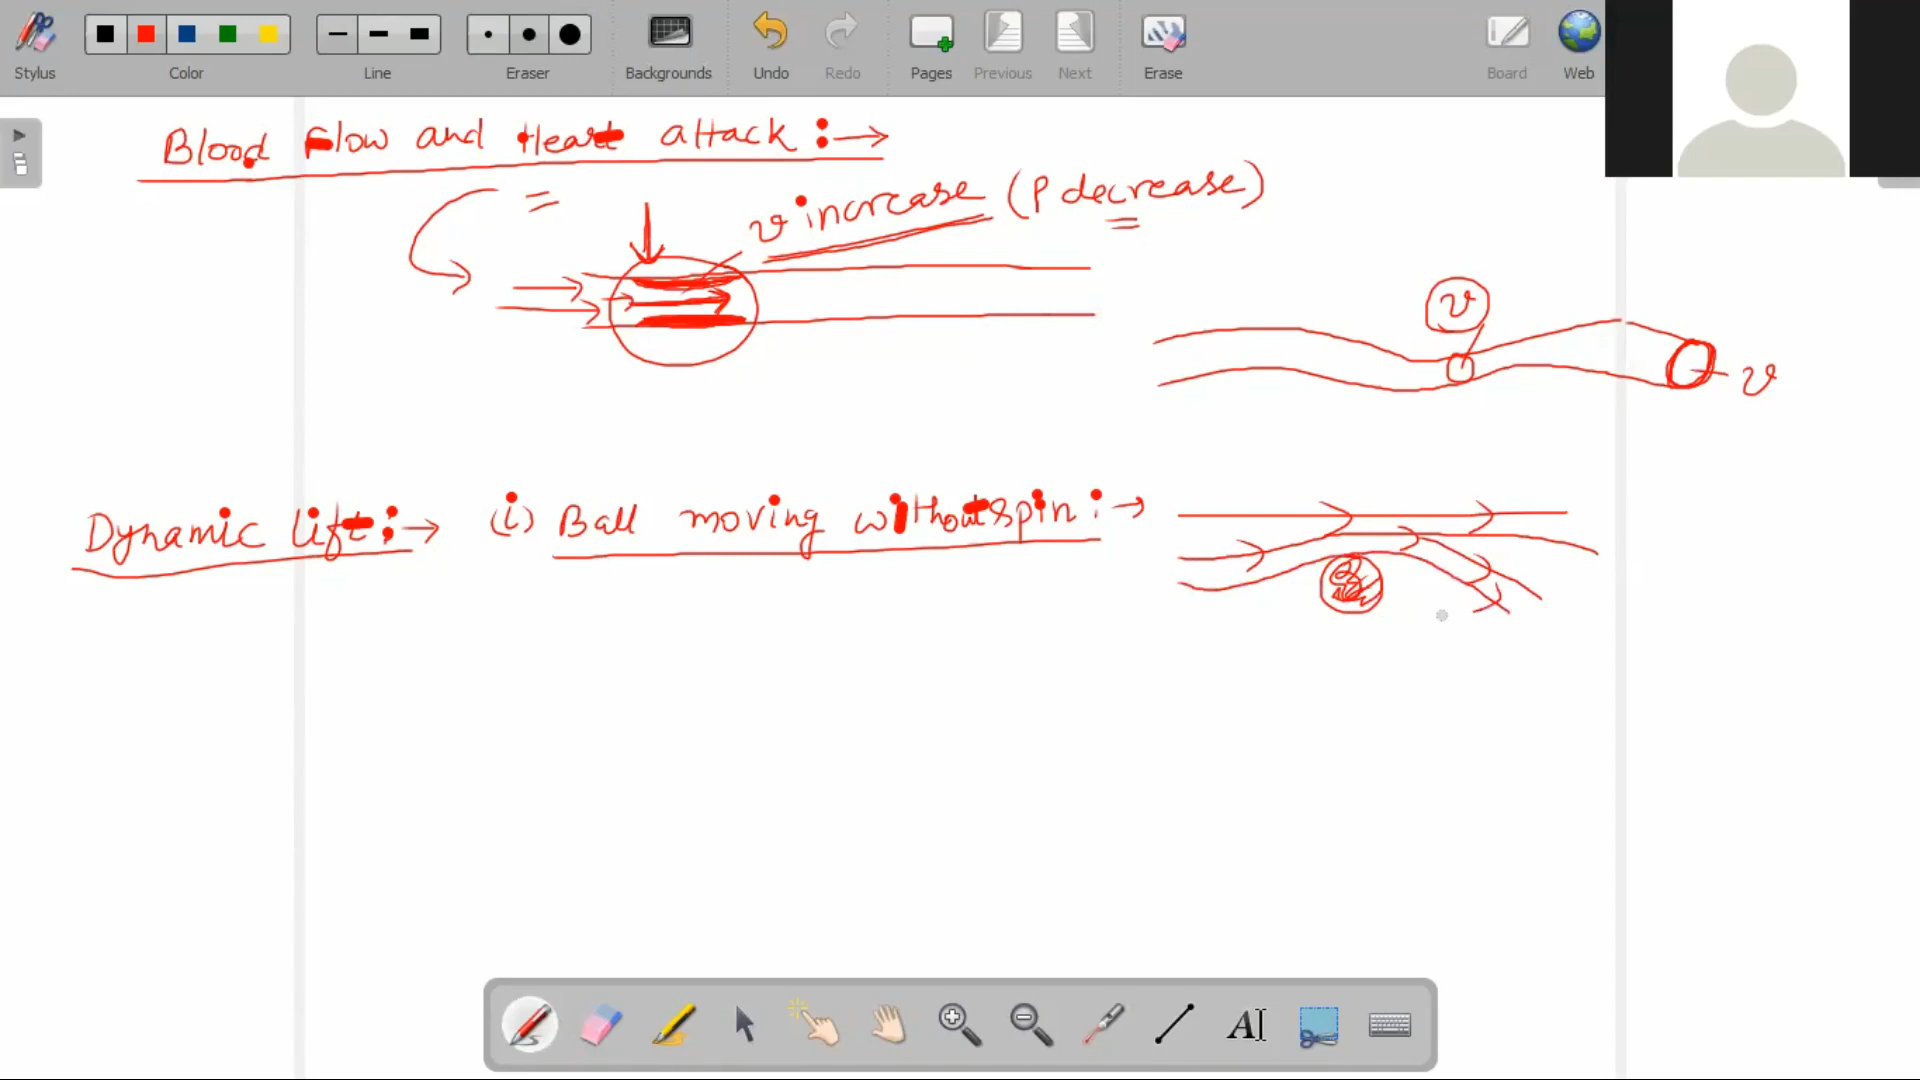 Stylus
Color
Line
Eraser
Backgrounds
Undo
Redo
Pages
Previous
Next
Erase
Board
Web
Blood Flow and Heart attack :→
v increase (P decrease)
v
v
Dynamic lift :→ (i) Ball moving without spin :→
A